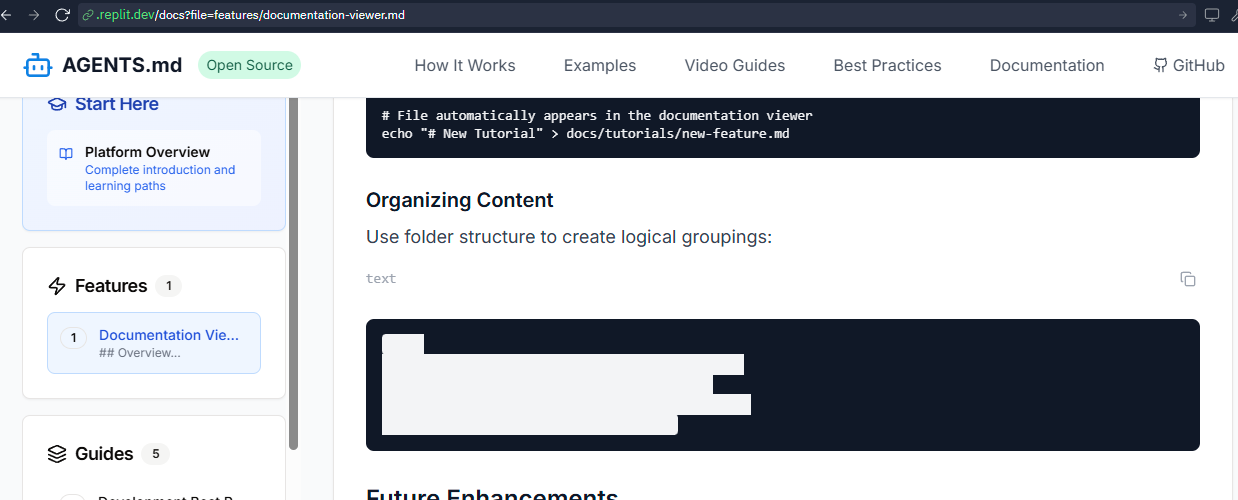 .replit.dev/docs?file=features/documentation-viewer.md
AGENTS.md
Open Source
How It Works
Examples
Video Guides
Best Practices
Documentation
GitHub
Start Here
Platform Overview
Complete introduction and
learning paths
Features 1
1
Documentation Vie...
## Overview...
Guides 5
# File automatically appears in the documentation viewer
echo "# New Tutorial" > docs/tutorials/new-feature.md
Organizing Content
Use folder structure to create logical groupings:
text
Future Enhancements